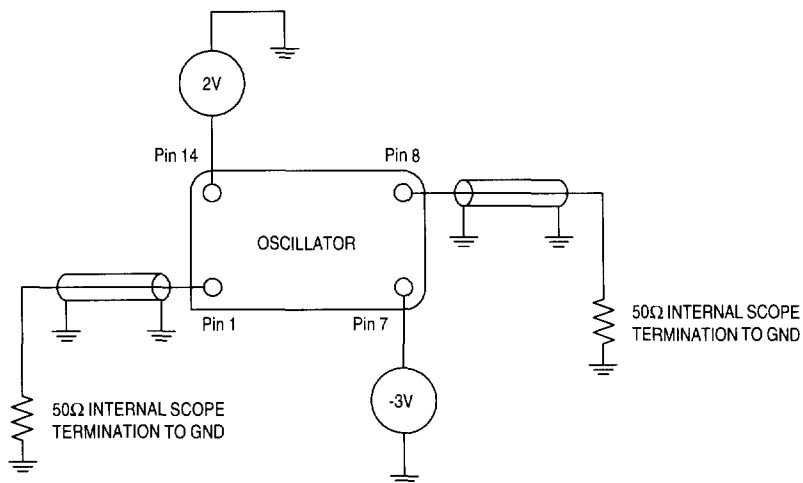 2V
Pin 14
Pin 8
OSCILLATOR
Pin 1
Pin 7
50Ω INTERNAL SCOPE
TERMINATION TO GND
-3V
50Ω INTERNAL SCOPE
TERMINATION TO GND